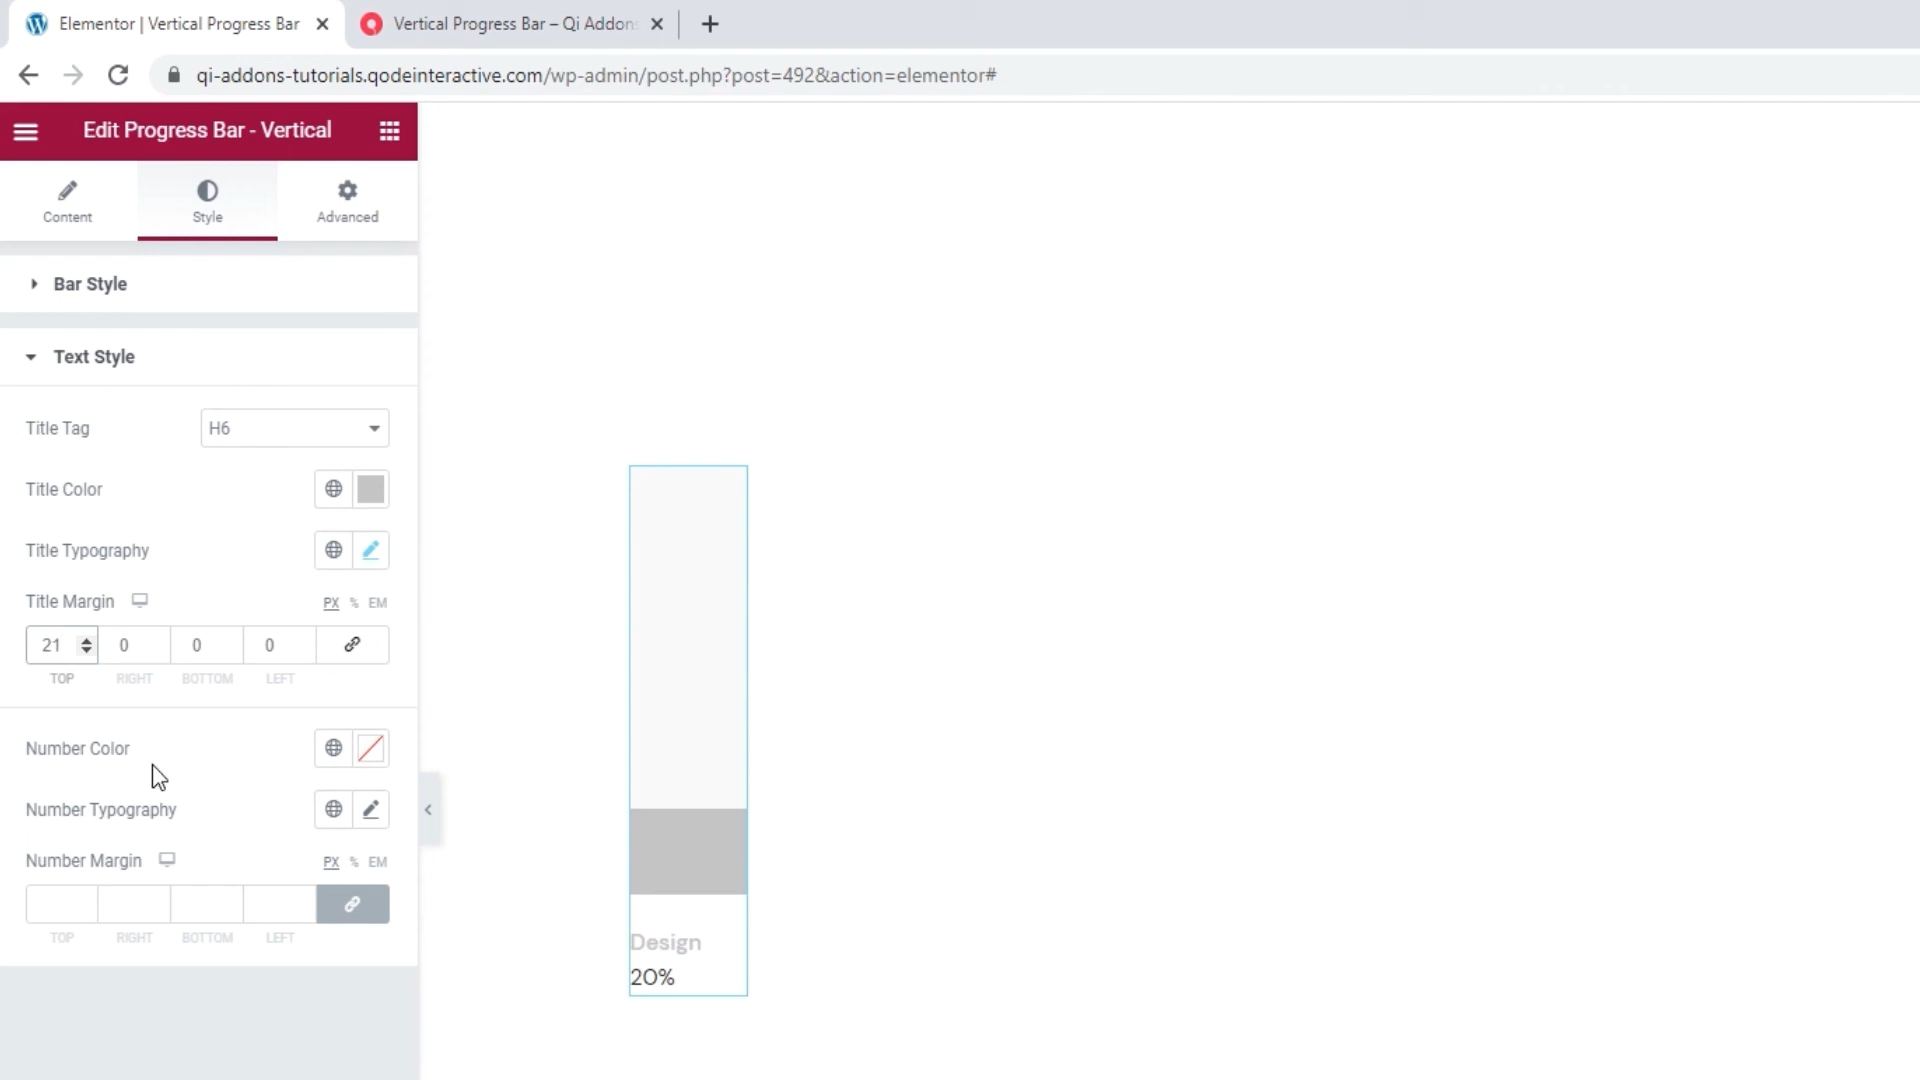 Elementor | Vertical Progress Bar
Vertical Progress Bar – Qi Addons
qi-addons-tutorials.qodeinteractive.com/wp-admin/post.php?post=492&action=elementor#
Edit Progress Bar - Vertical
Content
Style
Advanced
Bar Style
Text Style
Title Tag
H6
Title Color
Title Typography
Title Margin
PX % EM
21 0 0 0
TOP RIGHT BOTTOM LEFT
Number Color
Number Typography
Number Margin
PX % EM
TOP RIGHT BOTTOM LEFT
Design
20%